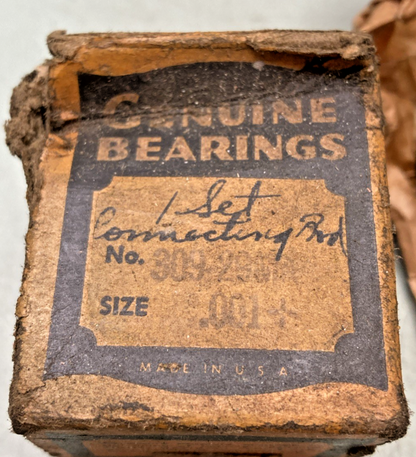 GENUINE
BEARINGS
1 Set
Connecting Rod
No.
SIZE .001+
MADE IN U.S.A.